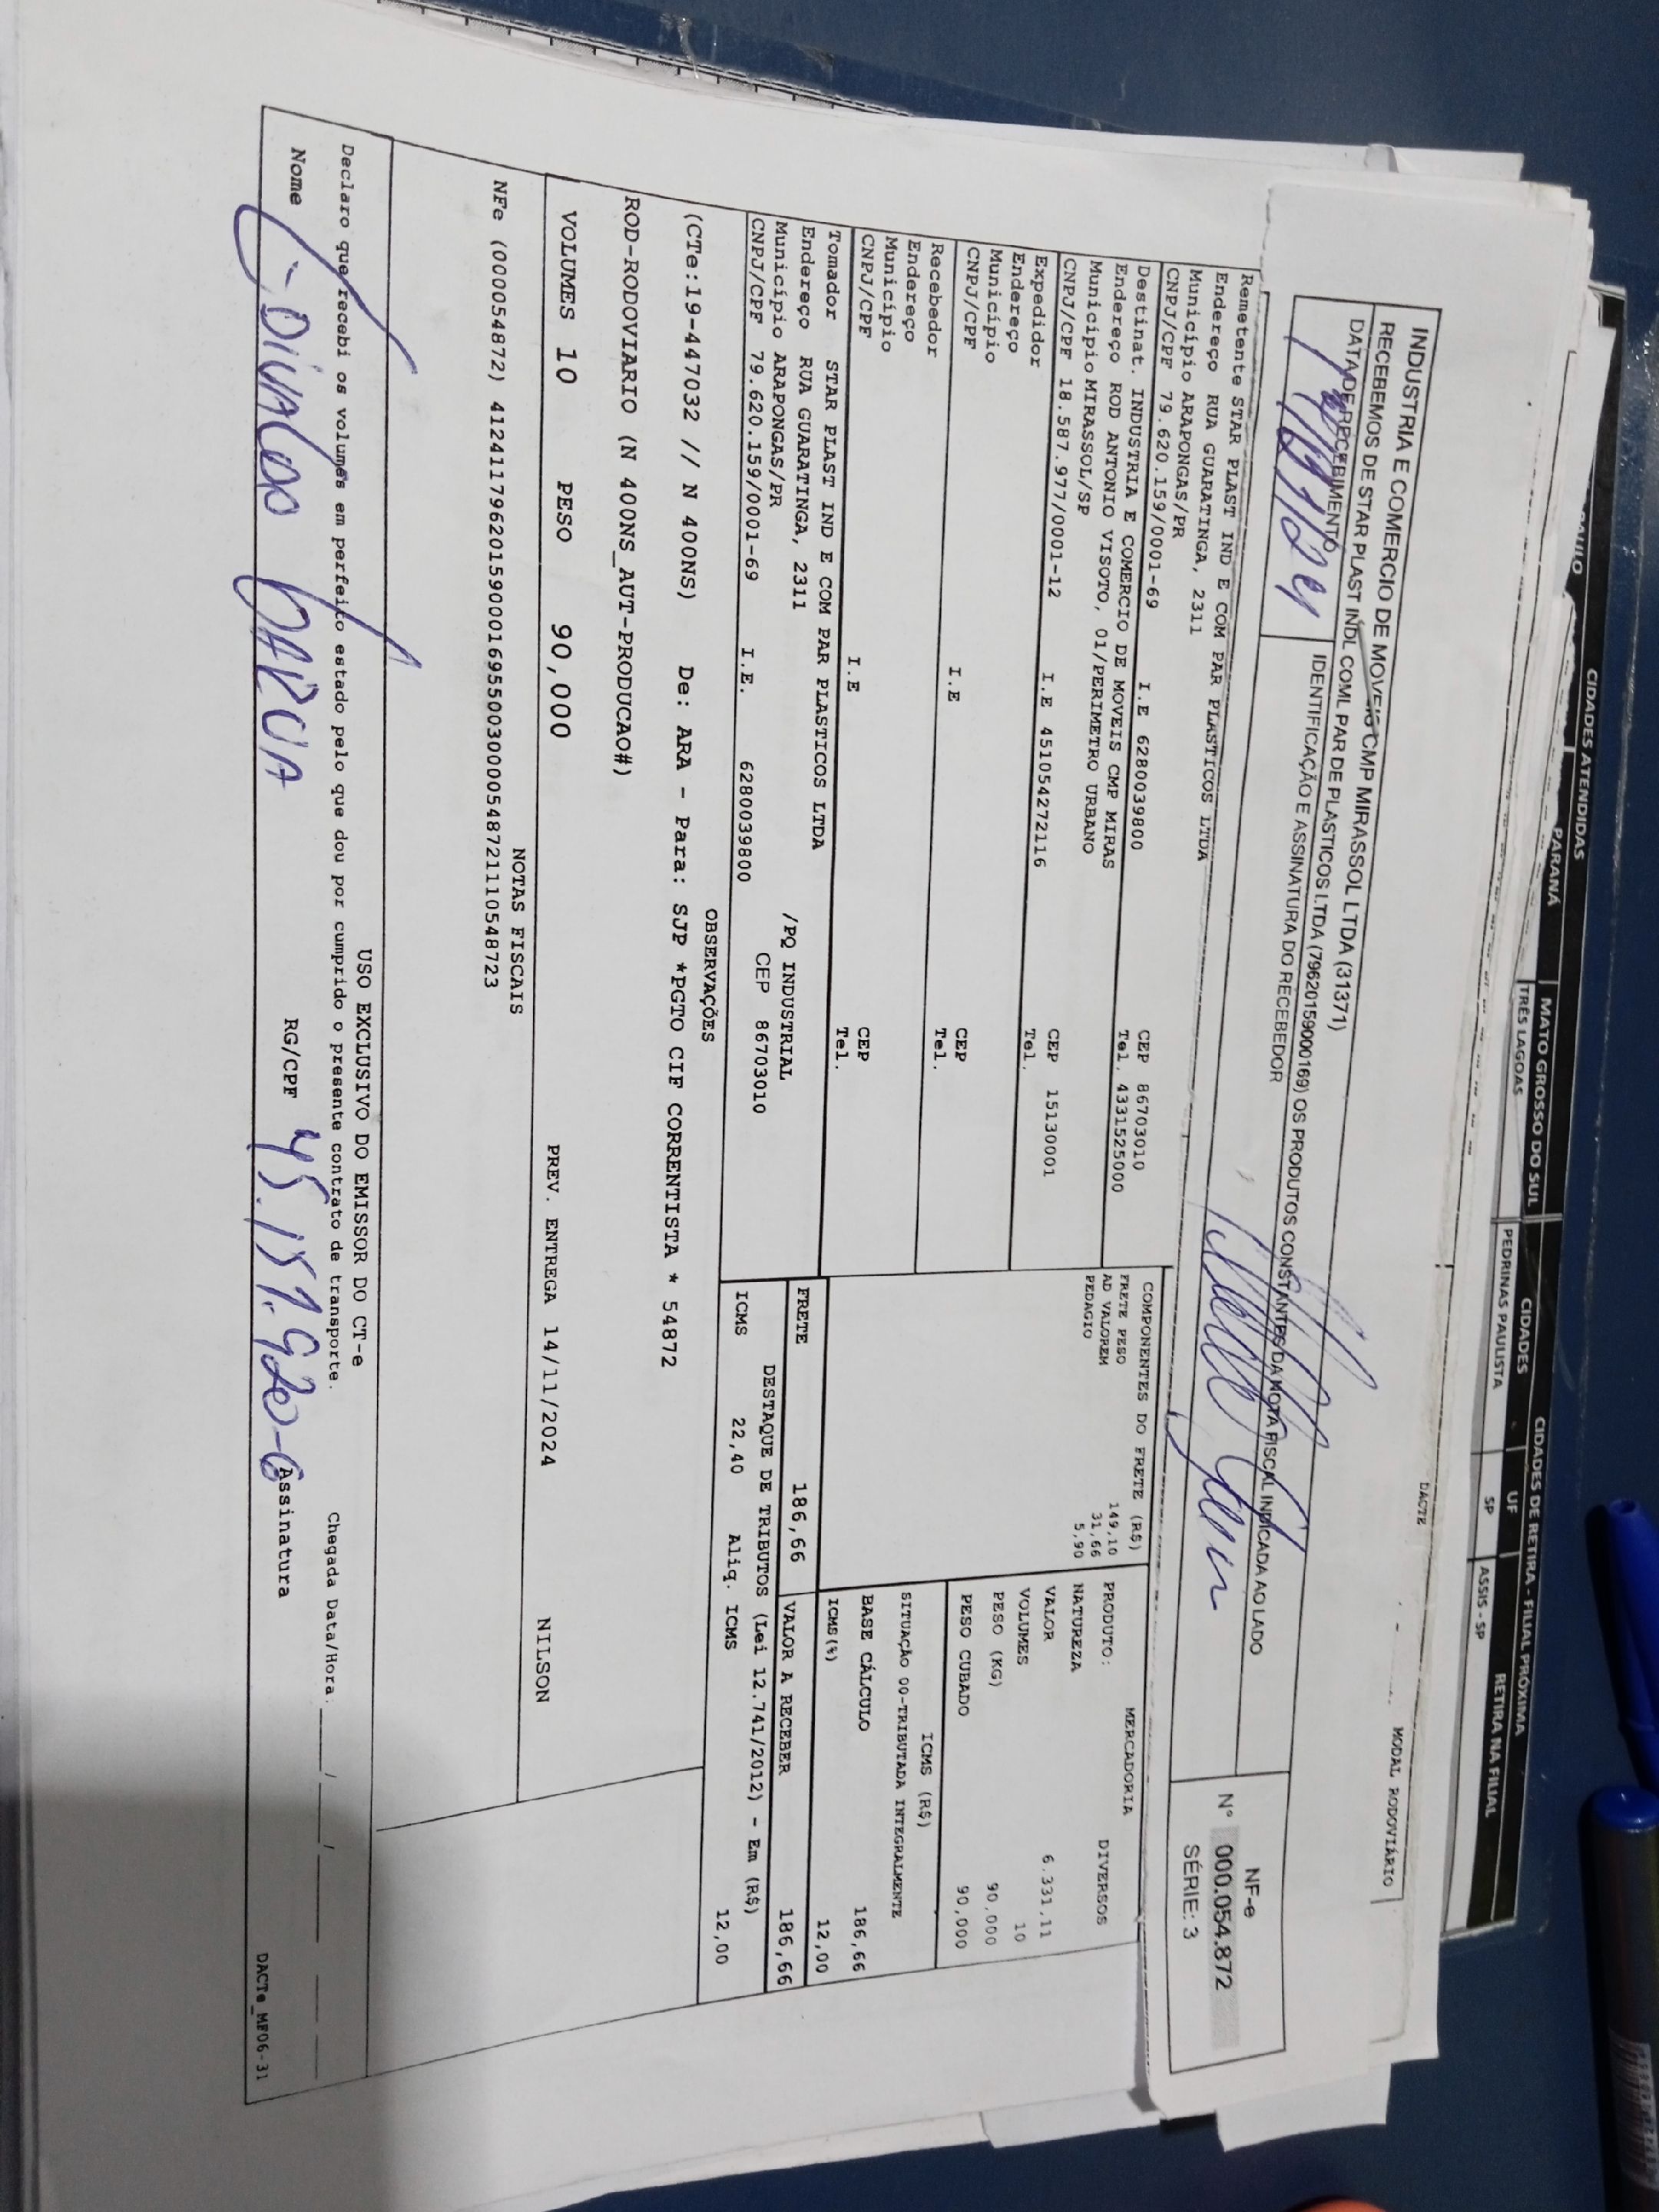 CIDADES ATENDIDAS
PARANÁ
MATO GROSSO DO SUL
TRÊS LAGOAS
CIDADES DE RETIRA - FILIAL PRÓXIMA
CIDADES UF RETIRA NA FILIAL
PEDRINAS PAULISTA SP ASSIS - SP
DACTE
MODAL RODOVIÁRIO
INDUSTRIA E COMERCIO DE MOVEIS CMP MIRASSOL LTDA (31371)
RECEBEMOS DE STAR PLAST INDL COML PAR DE PLASTICOS LTDA (79620159000169) OS PRODUTOS CONSTANTES DA NOTA FISCAL INDICADA AO LADO
DATA DE RECEBIMENTO
IDENTIFICAÇÃO E ASSINATURA DO RECEBEDOR
NF-e
N° 000.054.872
SÉRIE: 3
Remetente STAR PLAST IND E COM PAR PLASTICOS LTDA
Endereço RUA GUARATINGA, 2311
Município ARAPONGAS/PR CEP 86703010
CNPJ/CPF 79.620.159/0001-69 I.E 6280039800 Tel. 4331525000
Destinat. INDUSTRIA E COMERCIO DE MOVEIS CMP MIRAS
Endereço ROD ANTONIO VISOTO, 01/PERIMETRO URBANO
Município MIRASSOL/SP CEP 15130001
CNPJ/CPF 18.587.977/0001-12 I.E 451054272116 Tel.
Expedidor
Endereço
Município CEP
CNPJ/CPF I.E Tel.
Recebedor
Endereço
Município CEP
CNPJ/CPF I.E Tel.
Tomador STAR PLAST IND E COM PAR PLASTICOS LTDA
Endereço RUA GUARATINGA, 2311 /PQ INDUSTRIAL
Município ARAPONGAS/PR CEP 86703010
CNPJ/CPF 79.620.159/0001-69 I.E. 6280039800
COMPONENTES DO FRETE (R$)
FRETE PESO 149,10
AD VALOREM 31,66
PEDAGIO 5,90
MERCADORIA
PRODUTO: DIVERSOS
NATUREZA
VALOR 6.331,11
VOLUMES 10
PESO (KG) 90,000
PESO CUBADO 90,000
ICMS (R$)
SITUAÇÃO 00-TRIBUTADA INTEGRALMENTE
BASE CÁLCULO 186,66
ICMS(%) 12,00
FRETE 186,66 VALOR A RECEBER 186,66
DESTAQUE DE TRIBUTOS (Lei 12.741/2012) - Em (R$)
ICMS 22,40 Aliq. ICMS 12,00
OBSERVAÇÕES
(CTe:19-447032 // N 400NS) De: ARA - Para: SJP *PGTO CIF CORRENTISTA * 54872
ROD-RODOVIARIO (N 400NS_AUT-PRODUCAO#)
VOLUMES 10 PESO 90,000 PREV. ENTREGA 14/11/2024 NILSON
NOTAS FISCAIS
NFe (000054872) 41241179620159000169550030000548721110548723
USO EXCLUSIVO DO EMISSOR DO CT-e
Declaro que recebi os volumes em perfeito estado pelo que dou por cumprido o presente contrato de transporte. Chegada Data/Hora: __/__/__
Nome RG/CPF Assinatura
DACTe_MF06-31